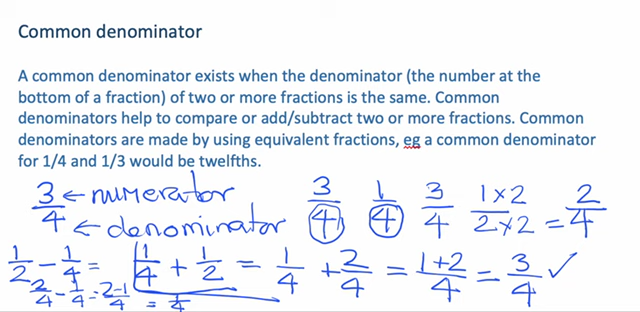 Common denominator
A common denominator exists when the denominator (the number at the
bottom of a fraction) of two or more fractions is the same. Common
denominators help to compare or add/subtract two or more fractions. Common
denominators are made by using equivalent fractions, eg a common denominator
for 1/4 and 1/3 would be twelfths.
3/4 ← numerator ← denominator 3/4 1/4 3/4 1×2/2×2 = 2/4
1/2 - 1/4 = 1/4 + 1/2 = 1/4 + 2/4 = 1+2/4 = 3/4 ✓
2/4 - 1/4 = 2-1/4 = 1/4